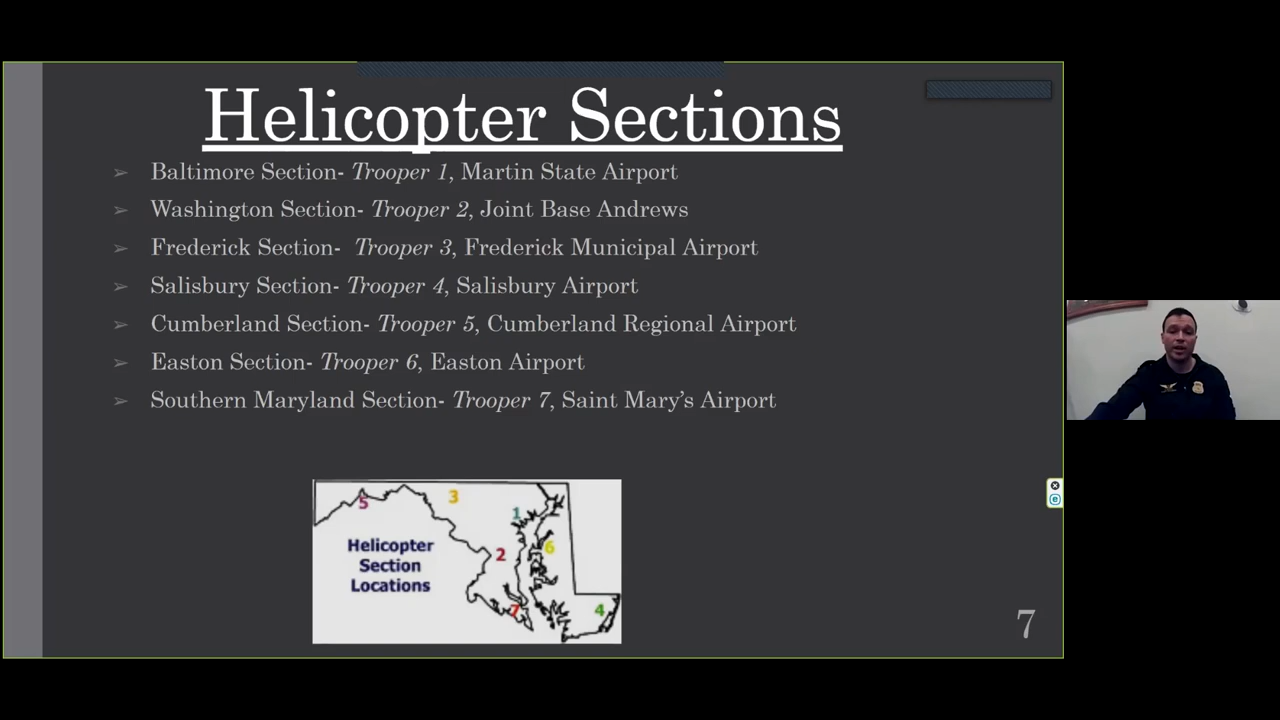 Helicopter Sections
➢ Baltimore Section- Trooper 1, Martin State Airport
➢ Washington Section- Trooper 2, Joint Base Andrews
➢ Frederick Section- Trooper 3, Frederick Municipal Airport
➢ Salisbury Section- Trooper 4, Salisbury Airport
➢ Cumberland Section- Trooper 5, Cumberland Regional Airport
➢ Easton Section- Trooper 6, Easton Airport
➢ Southern Maryland Section- Trooper 7, Saint Mary's Airport
5
3
1
Helicopter
Section
Locations
2
6
7
4
7